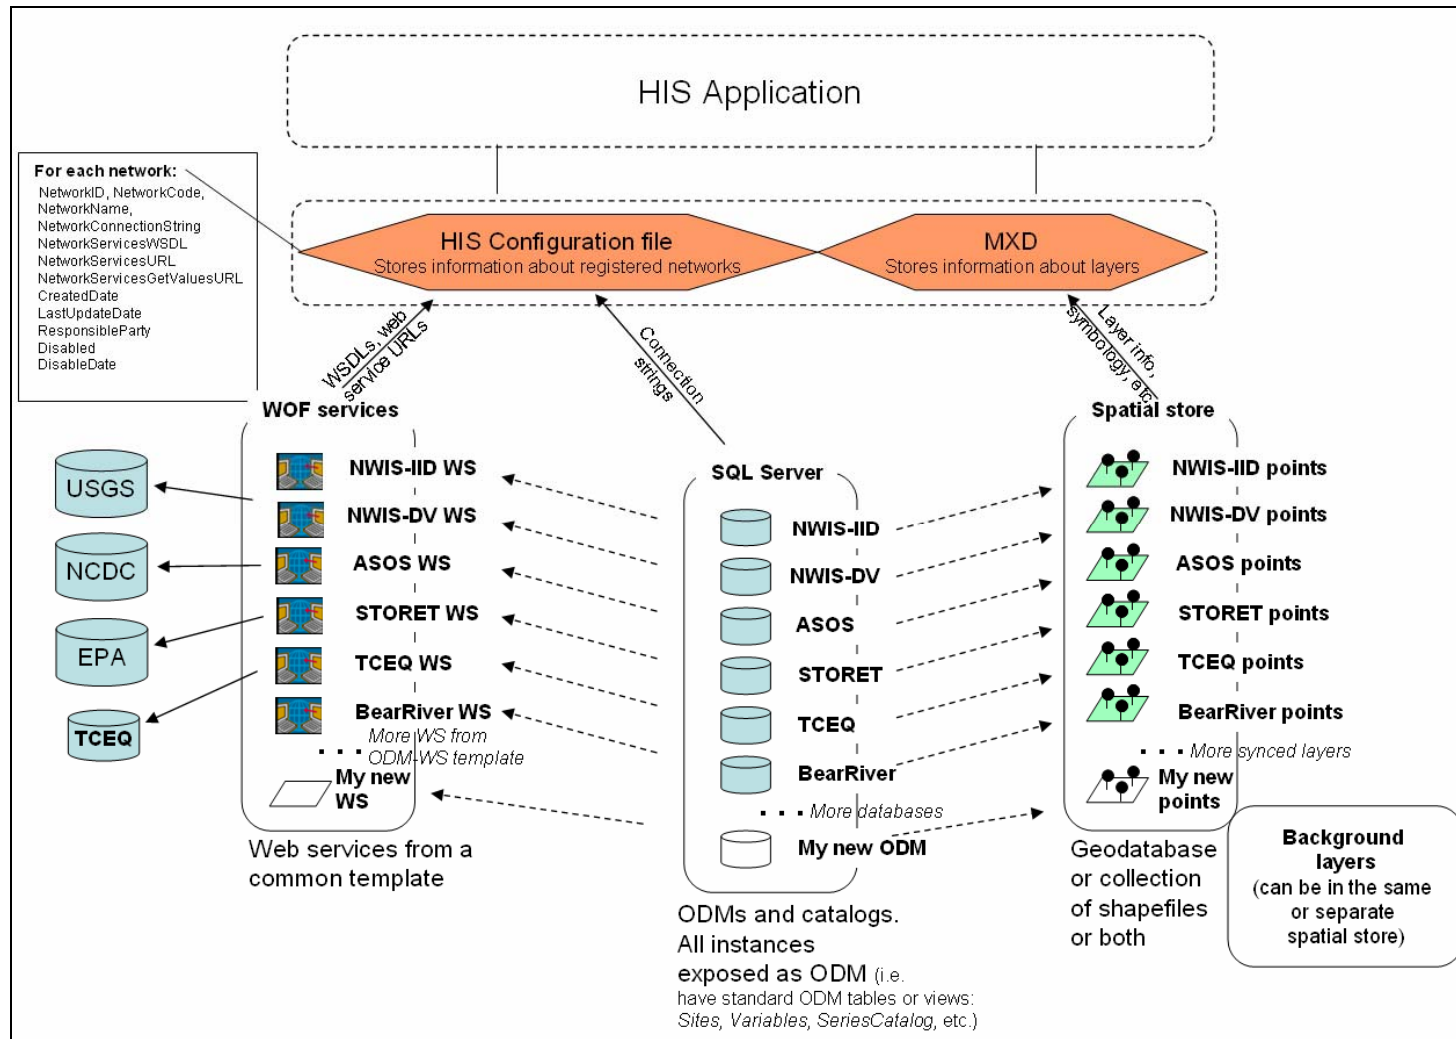 HIS Application
For each network:
NetworkID, NetworkCode,
NetworkName,
NetworkConnectionString
NetworkServicesWSDL
NetworkServicesURL
NetworkServicesGetValuesURL
CreatedDate
LastUpdateDate
ResponsibleParty
Disabled
DisableDate
HIS Configuration file
Stores information about registered networks
MXD
Stores information about layers
WSDLs, web
service URLs
Connection
strings
Layer info,
symbology, etc.
WOF services
NWIS-IID WS
NWIS-DV WS
ASOS WS
STORET WS
TCEQ WS
BearRiver WS
More WS from
ODM-WS template
My new
WS
Web services from a
common template
USGS
NCDC
EPA
TCEQ
SQL Server
NWIS-IID
NWIS-DV
ASOS
STORET
TCEQ
BearRiver
More databases
My new ODM
ODMs and catalogs.
All instances
exposed as ODM (i.e.
have standard ODM tables or views:
Sites, Variables, SeriesCatalog, etc.)
Spatial store
NWIS-IID points
NWIS-DV points
ASOS points
STORET points
TCEQ points
BearRiver points
More synced layers
My new
points
Geodatabase
or collection
of shapefiles
or both
Background
layers
(can be in the same
or separate
spatial store)